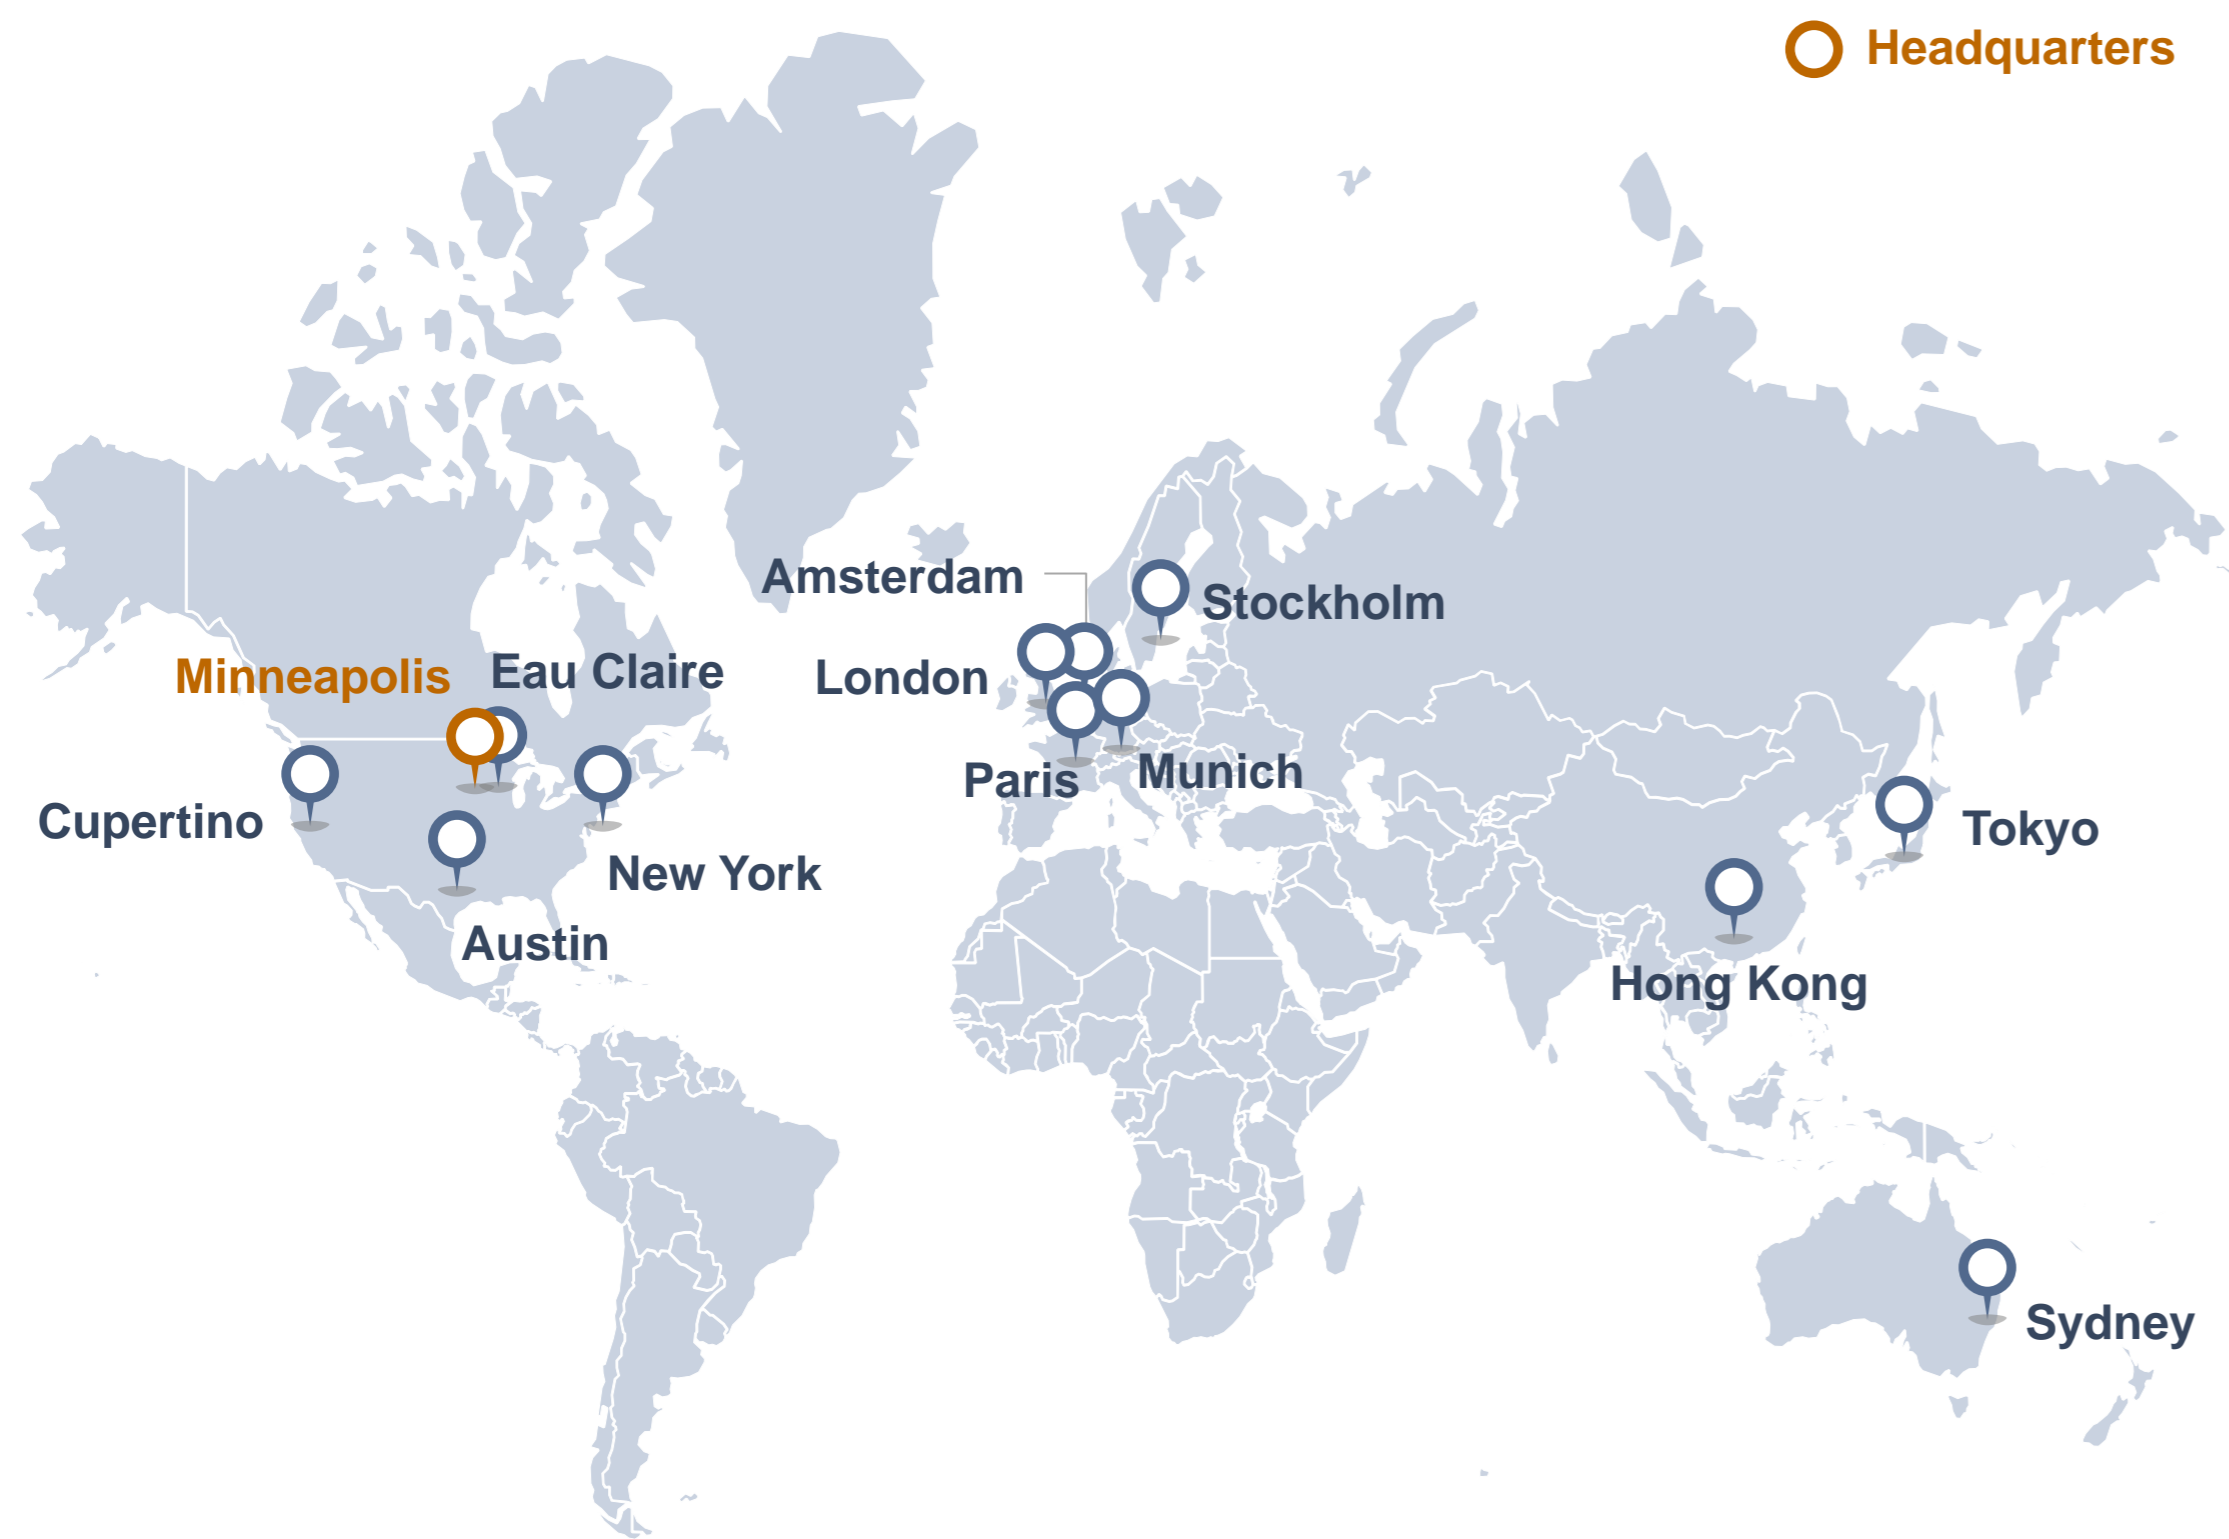 Headquarters
Amsterdam
Stockholm
Minneapolis
Eau Claire
London
Cupertino
Paris
Munich
New York
Tokyo
Austin
Hong Kong
Sydney